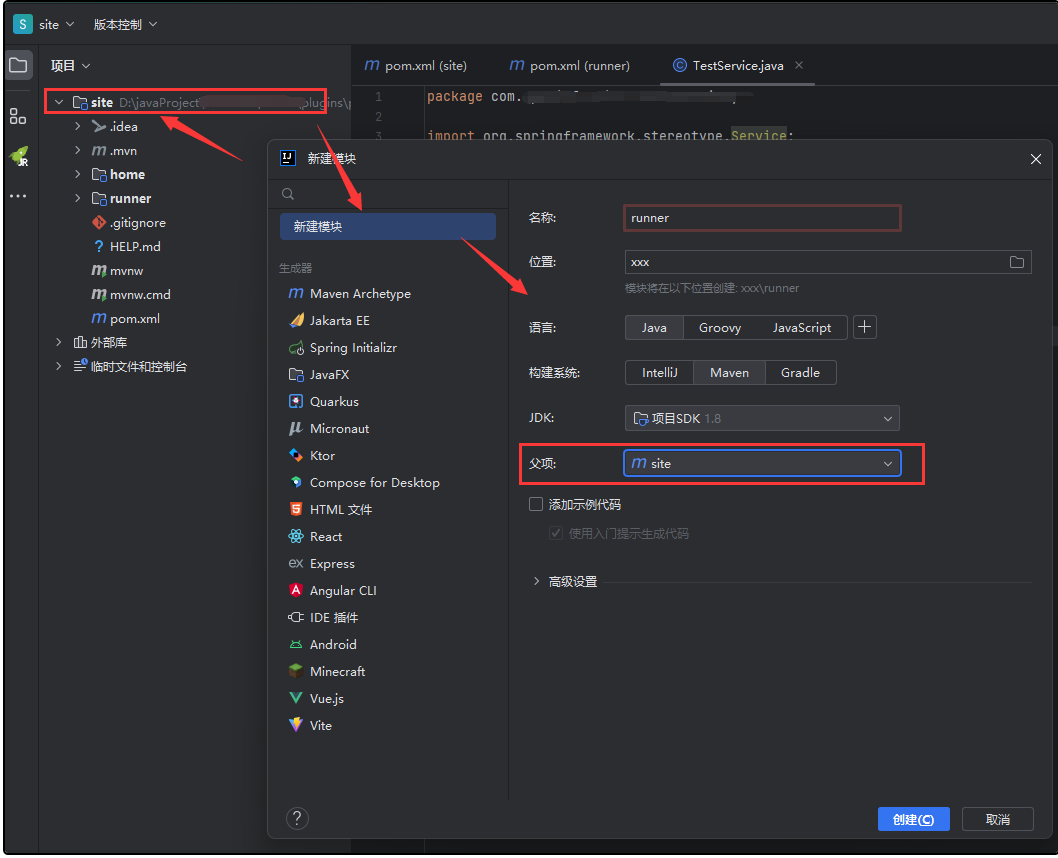 S site 版本控制
项目
site D:\javaProject\ plugins\p
.idea
.mvn
home
runner
.gitignore
? HELP.md
mvnw
mvnw.cmd
m pom.xml
外部库
临时文件和控制台
m pom.xml (site) m pom.xml (runner) C TestService.java
1 package com.
2
3 import org.springframework.stereotype.Service;
新建模块
新建模块
生成器
m Maven Archetype
Jakarta EE
Spring Initializr
JavaFX
Quarkus
μ Micronaut
Ktor
Compose for Desktop
HTML 文件
React
ex Express
Angular CLI
IDE 插件
Android
Minecraft
Vue.js
Vite
名称: runner
位置: xxx
模块将在以下位置创建: xxx\runner
语言: Java Groovy JavaScript +
构建系统: IntelliJ Maven Gradle
JDK: 项目SDK 1.8
父项: m site
添加示例代码
使用入门提示生成代码
高级设置
? 创建(C) 取消